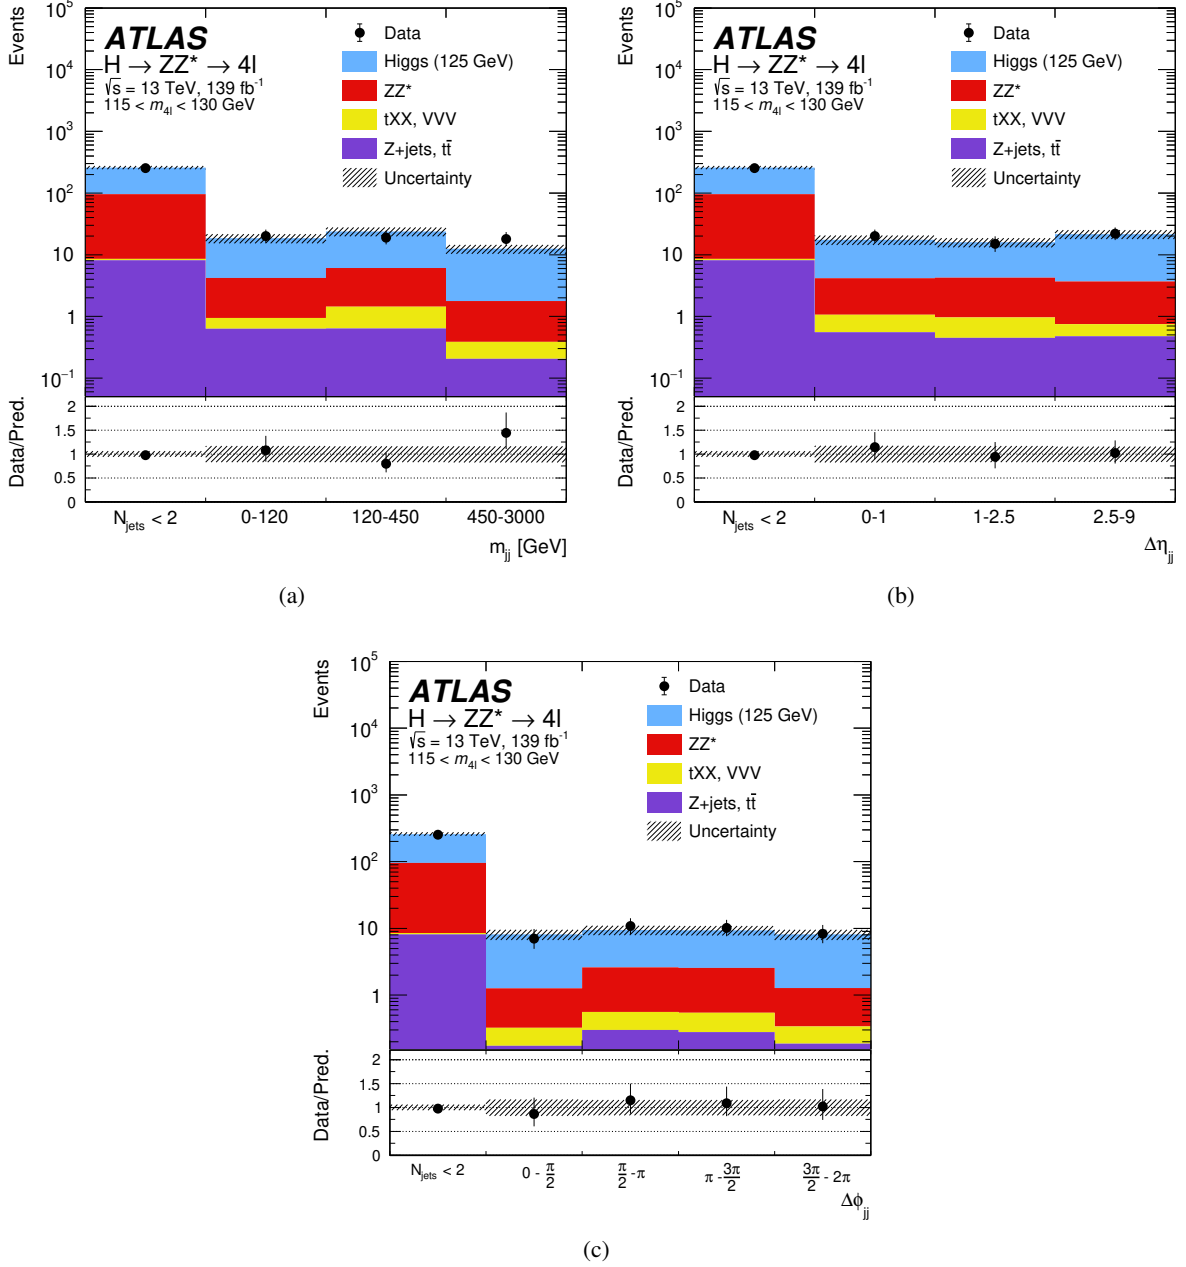 Events
10⁵
10⁴
10³
10²
10
1
10⁻¹
ATLAS
H → ZZ* → 4l
√s = 13 TeV, 139 fb⁻¹
115 < m₄ₗ < 130 GeV
Data
Higgs (125 GeV)
ZZ*
tXX, VVV
Z+jets, tt̄
Uncertainty
Data/Pred.
2
1.5
1
0.5
0
N_jets < 2
0-120
120-450
450-3000
m_jj [GeV]
(a)
Events
10⁵
10⁴
10³
10²
10
1
10⁻¹
ATLAS
H → ZZ* → 4l
√s = 13 TeV, 139 fb⁻¹
115 < m₄ₗ < 130 GeV
Data
Higgs (125 GeV)
ZZ*
tXX, VVV
Z+jets, tt̄
Uncertainty
Data/Pred.
2
1.5
1
0.5
0
N_jets < 2
0-1
1-2.5
2.5-9
Δη_jj
(b)
Events
10⁵
10⁴
10³
10²
10
1
ATLAS
H → ZZ* → 4l
√s = 13 TeV, 139 fb⁻¹
115 < m₄ₗ < 130 GeV
Data
Higgs (125 GeV)
ZZ*
tXX, VVV
Z+jets, tt̄
Uncertainty
Data/Pred.
2
1.5
1
0.5
0
N_jets < 2
0 - π/2
π/2 - π
π - 3π/2
3π/2 - 2π
Δϕ_jj
(c)